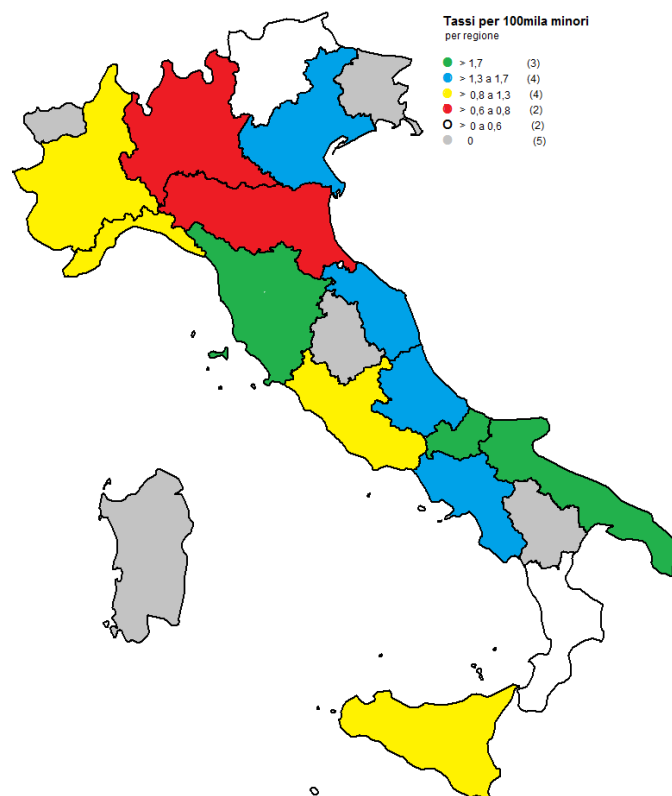 Tassi per 100mila minori
per regione
> 1,7 (3)
> 1,3 a 1,7 (4)
> 0,8 a 1,3 (4)
> 0,6 a 0,8 (2)
> 0 a 0,6 (2)
0 (5)